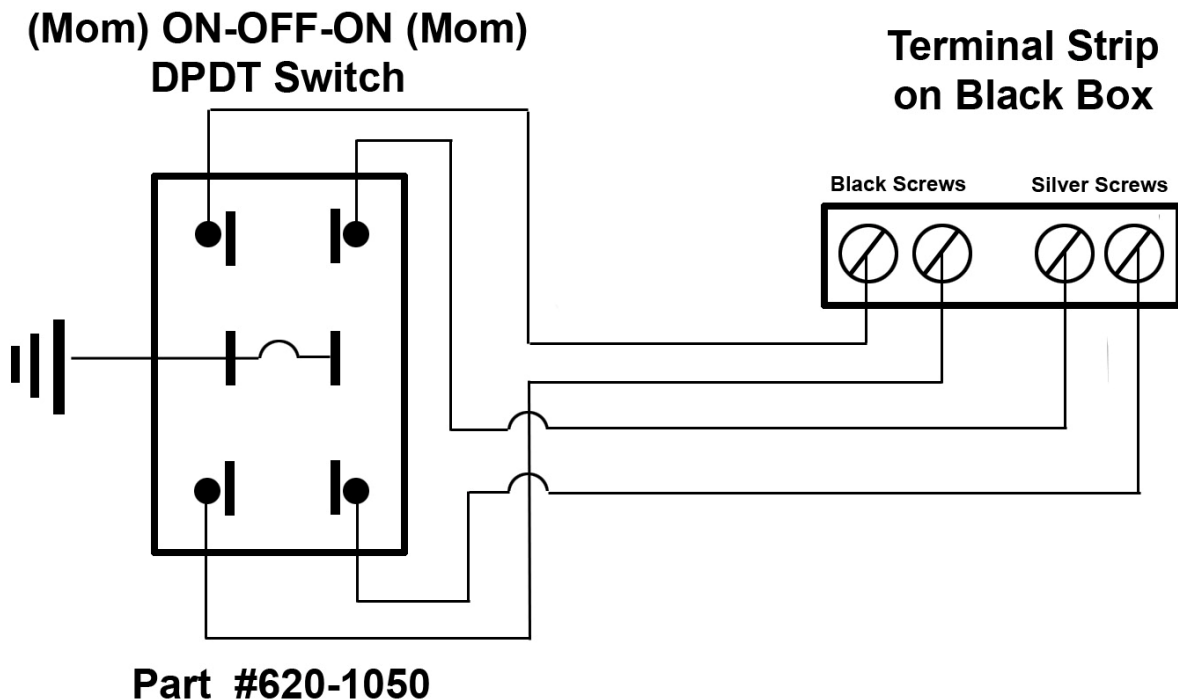 (Mom) ON-OFF-ON (Mom)
DPDT Switch
Terminal Strip
on Black Box
Black Screws
Silver Screws
Part #620-1050